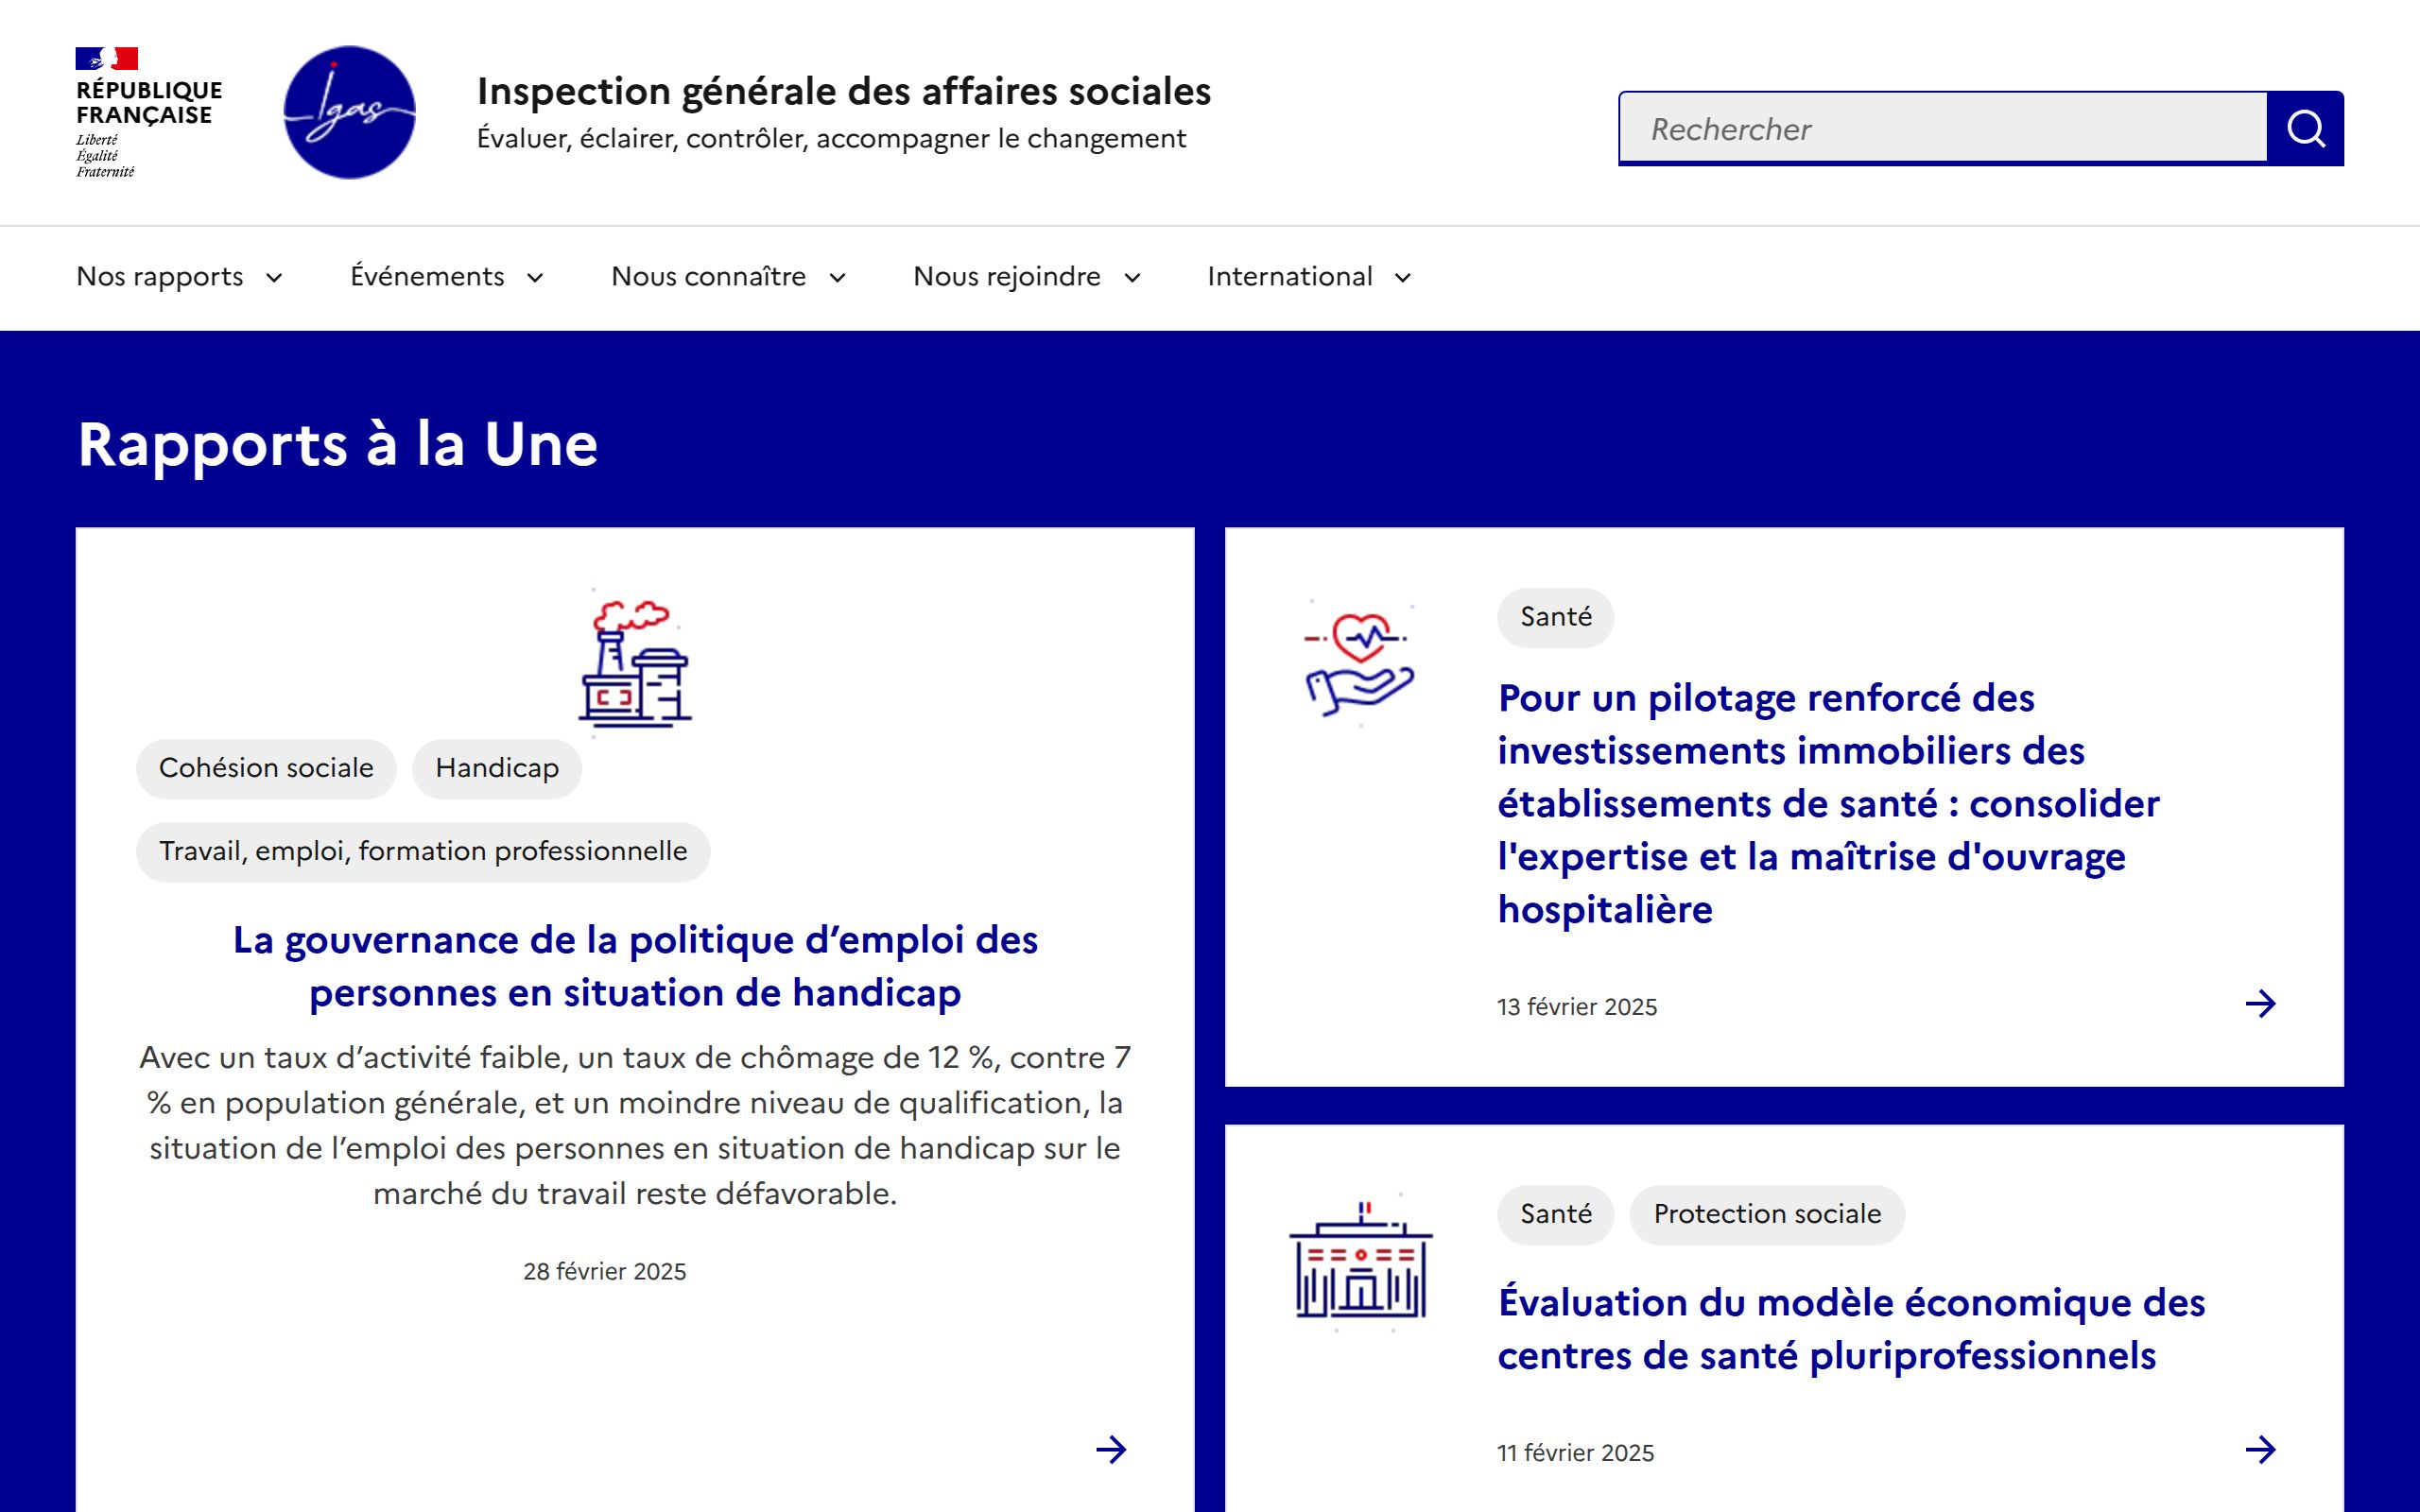 RÉPUBLIQUE
FRANÇAISE
Liberté
Égalité
Fraternité
Igas
Inspection générale des affaires sociales
Évaluer, éclairer, contrôler, accompagner le changement
Rechercher
Nos rapports
Événements
Nous connaître
Nous rejoindre
International
Rapports à la Une
Cohésion sociale
Handicap
Travail, emploi, formation professionnelle
La gouvernance de la politique d’emploi des
personnes en situation de handicap
Avec un taux d’activité faible, un taux de chômage de 12 %, contre 7
% en population générale, et un moindre niveau de qualification, la
situation de l’emploi des personnes en situation de handicap sur le
marché du travail reste défavorable.
28 février 2025
Santé
Pour un pilotage renforcé des
investissements immobiliers des
établissements de santé : consolider
l'expertise et la maîtrise d'ouvrage
hospitalière
13 février 2025
Santé
Protection sociale
Évaluation du modèle économique des
centres de santé pluriprofessionnels
11 février 2025